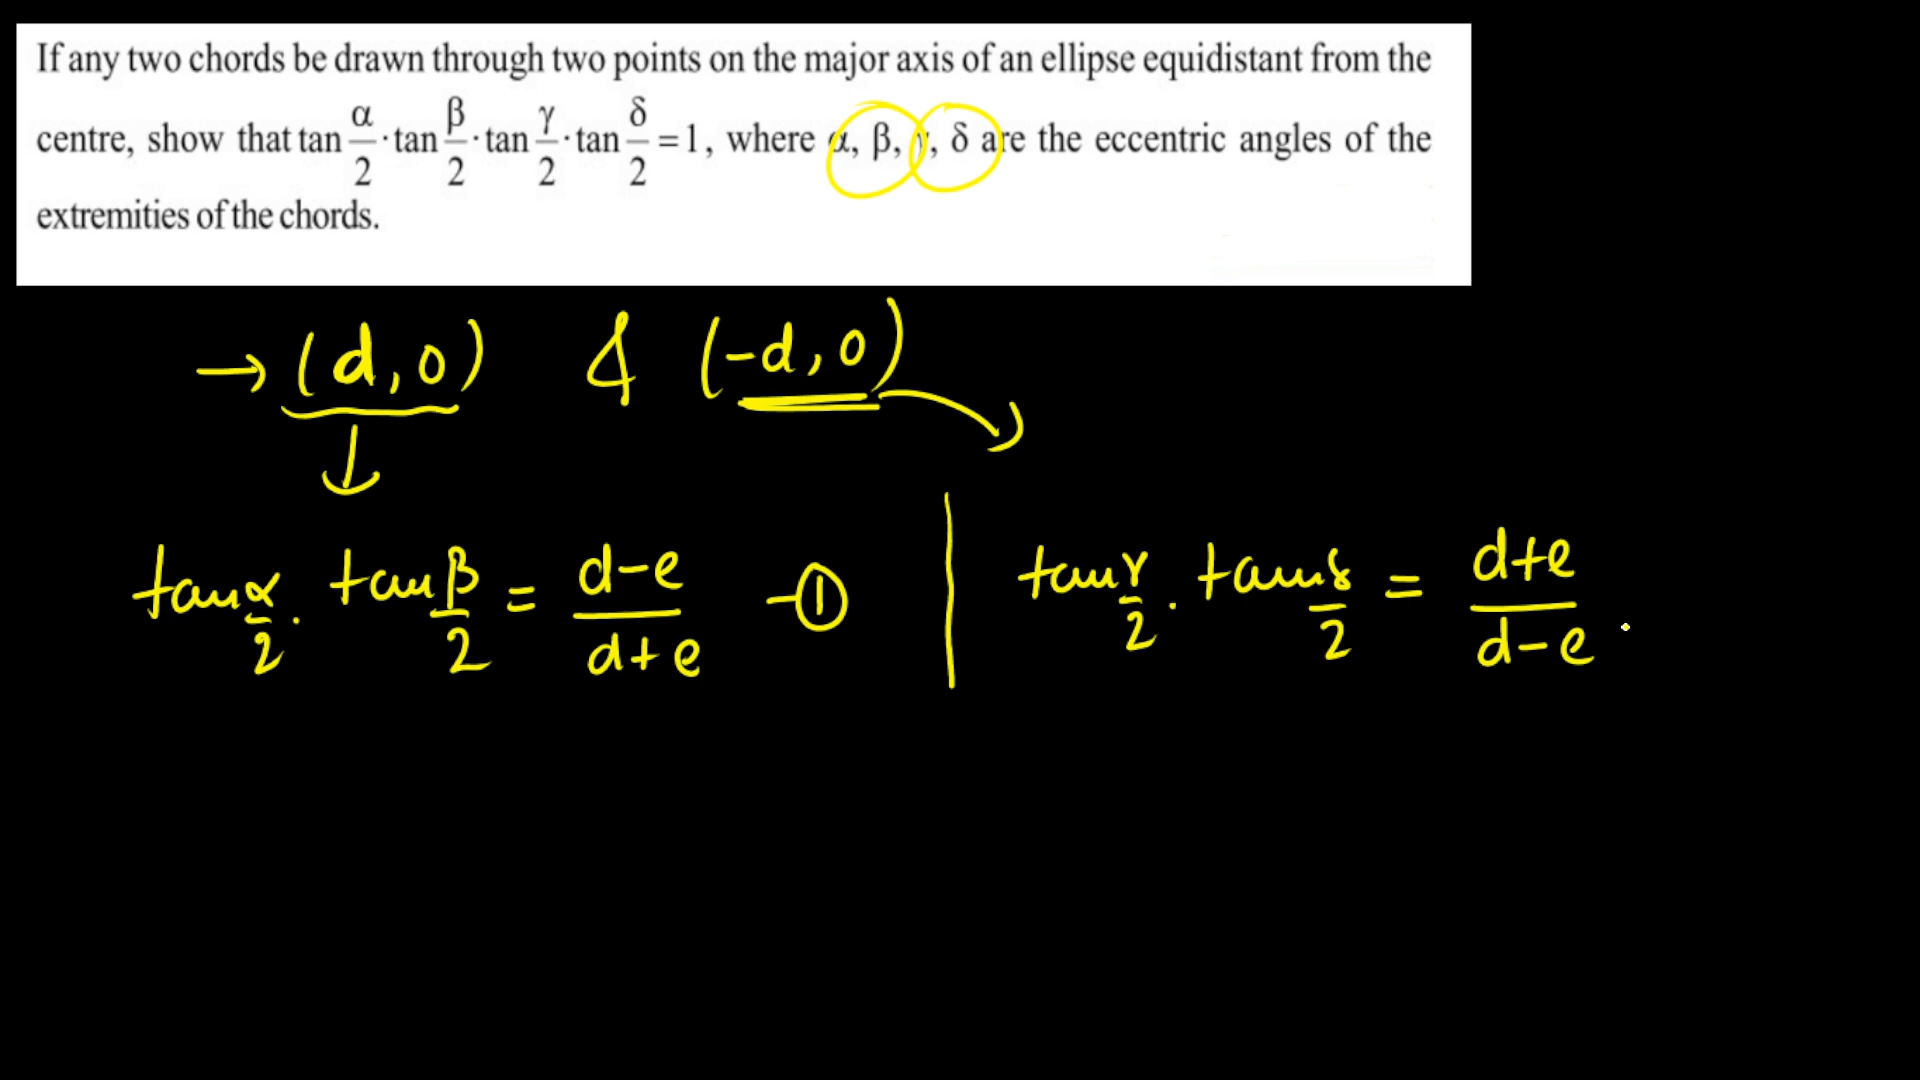 If any two chords be drawn through two points on the major axis of an ellipse equidistant from the
centre, show that tan α/2 · tan β/2 · tan γ/2 · tan δ/2 = 1, where α, β, γ, δ are the eccentric angles of the
extremities of the chords.
→ (d,0) & (-d,0)
tan α/2 · tan β/2 = d-e/d+e -① | tan γ/2 · tan δ/2 = d+e/d-e